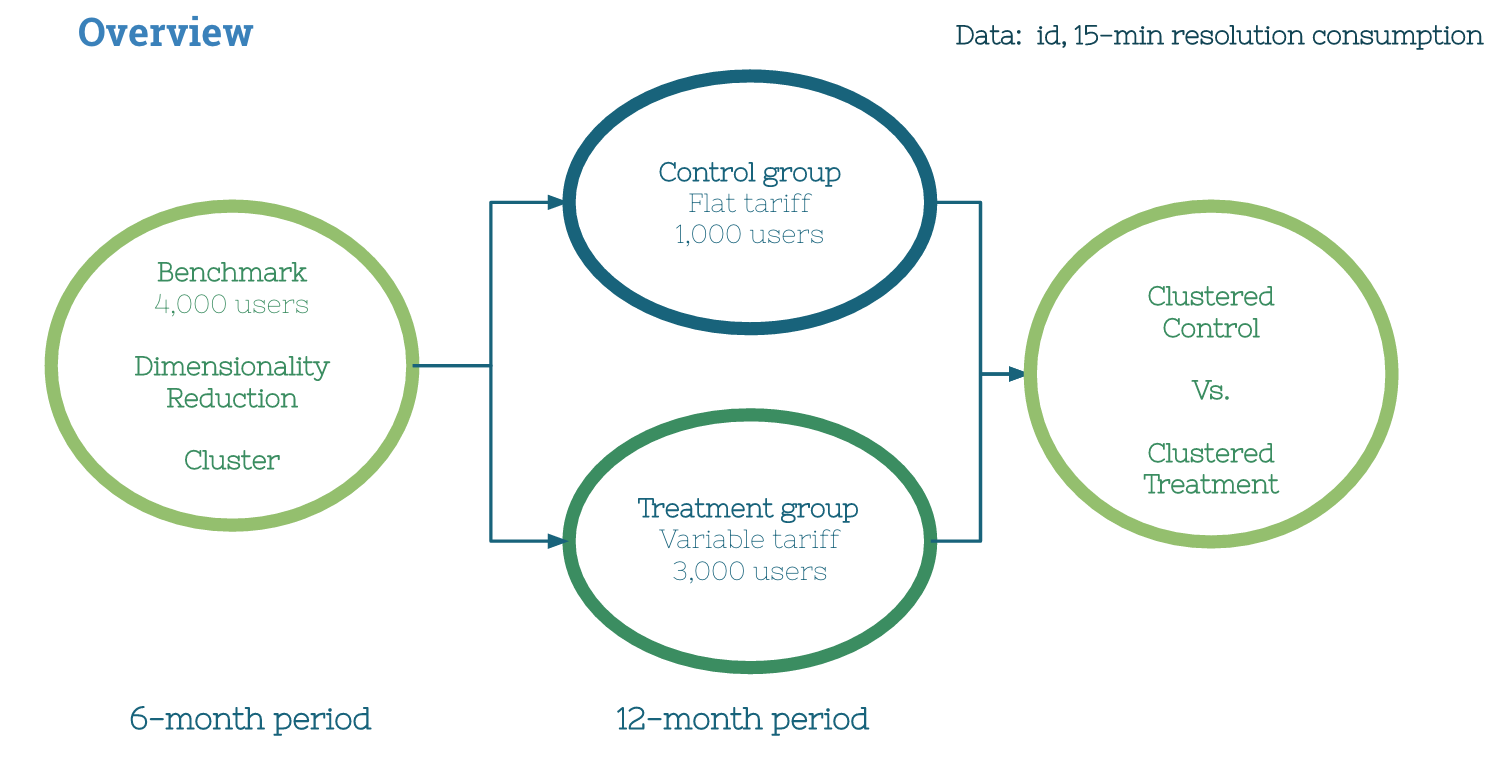 Overview
Data: id, 15-min resolution consumption
Benchmark
4,000 users
Dimensionality
Reduction
Cluster
Control group
Flat tariff
1,000 users
Treatment group
Variable tariff
3,000 users
Clustered
Control
Vs.
Clustered
Treatment
6-month period
12-month period